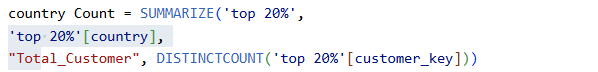 country Count = SUMMARIZE('top 20%',
'top 20%'[country],
"Total_Customer", DISTINCTCOUNT('top 20%'[customer_key]))